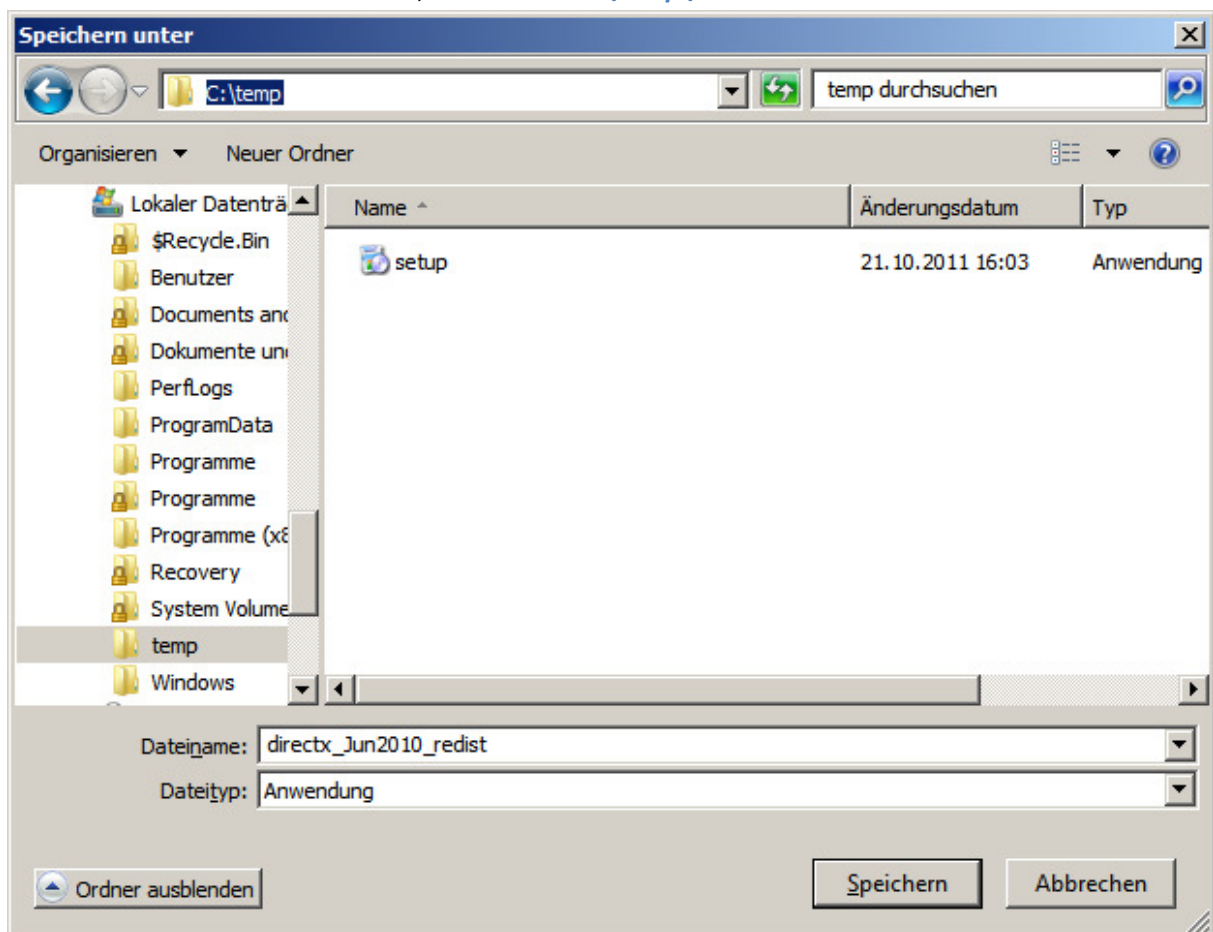 Speichern unter
C:\temp
temp durchsuchen
Organisieren
Neuer Ordner
Lokaler Datenträ
Name
Änderungsdatum
Typ
$Recycle.Bin
setup
21.10.2011 16:03
Anwendung
Benutzer
Documents and
Dokumente und
PerfLogs
ProgramData
Programme
Programme
Programme (x8
Recovery
System Volume
temp
Windows
Dateiname: directx_Jun2010_redist
Dateityp: Anwendung
Ordner ausblenden
Speichern
Abbrechen